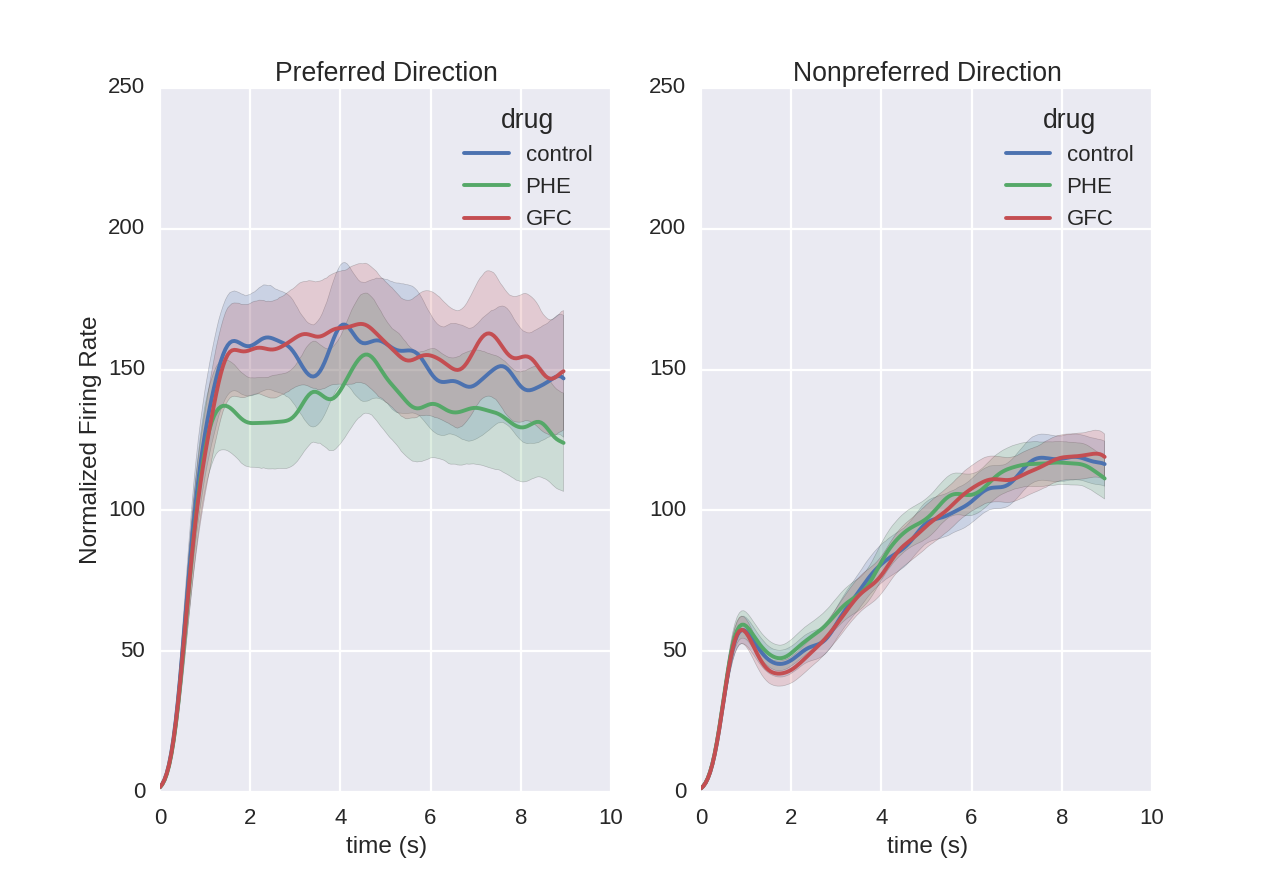 Preferred Direction
250
200
150
100
50
0
0 2 4 6 8 10
time (s)
Normalized Firing Rate
drug
control
PHE
GFC
Nonpreferred Direction
250
200
150
100
50
0
0 2 4 6 8 10
time (s)
drug
control
PHE
GFC